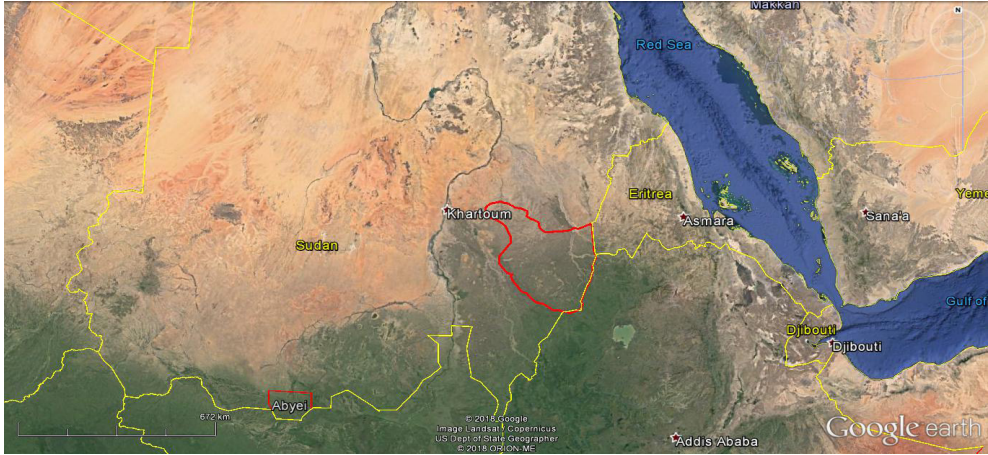 Makkah
N
Red Sea
Eritrea
Yeme
Khartoum
Asmara
Sana'a
Sudan
Gulf of
Djibouti
Djibouti
Abyei
672 km
© 2018 Google
Image Landsat / Copernicus
US Dept of State Geographer
© 2018 ORION-ME
Google earth
Addis Ababa